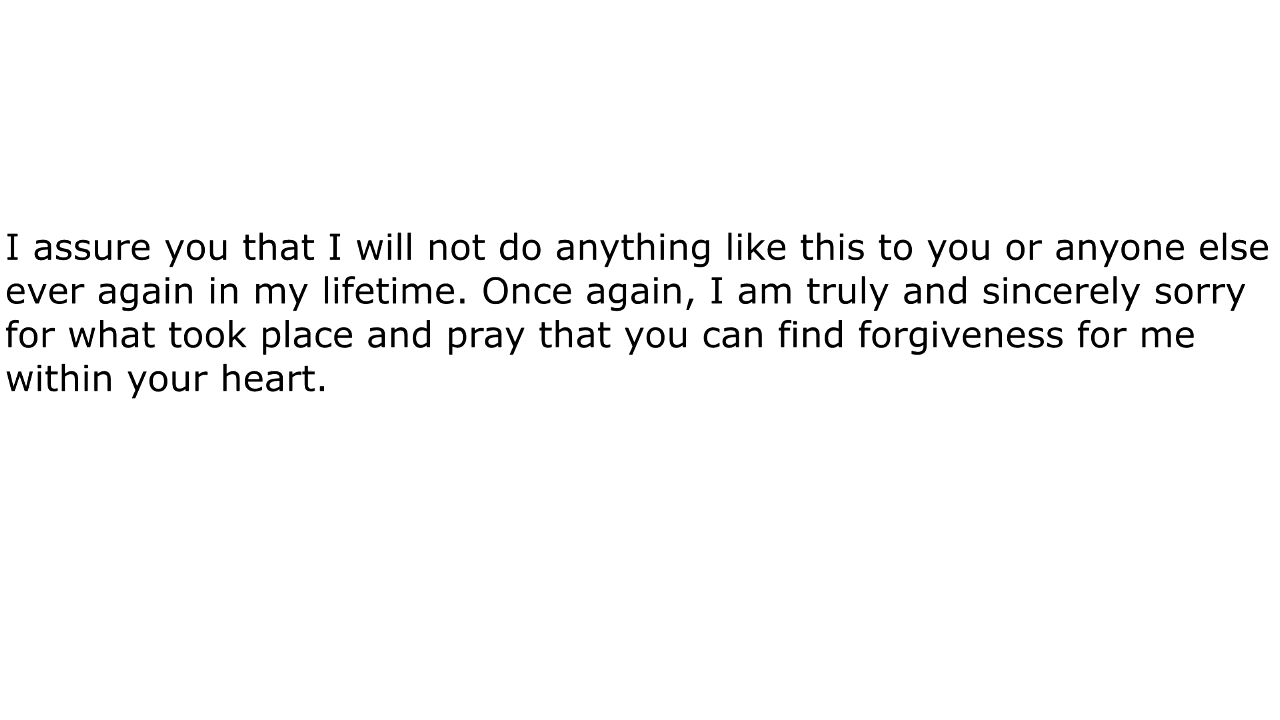 I assure you that I will not do anything like this to you or anyone else
ever again in my lifetime. Once again, I am truly and sincerely sorry
for what took place and pray that you can find forgiveness for me
within your heart.